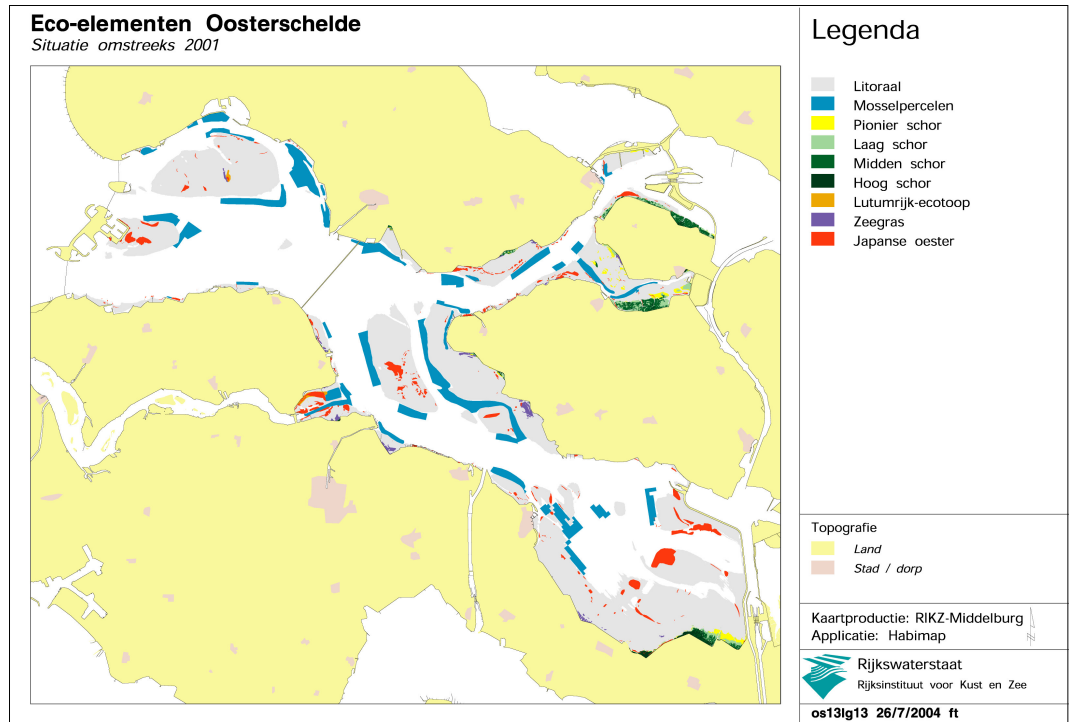 Eco-elementen Oosterschelde
Situatie omstreeks 2001
Legenda
Litoraal
Mosselpercelen
Pionier schor
Laag schor
Midden schor
Hoog schor
Lutumrijk-ecotoop
Zeegras
Japanse oester
Topografie
Land
Stad / dorp
Kaartproductie: RIKZ-Middelburg
Applicatie: Habimap
Rijkswaterstaat
Rijksinstituut voor Kust en Zee
os13lg13 26/7/2004 ft